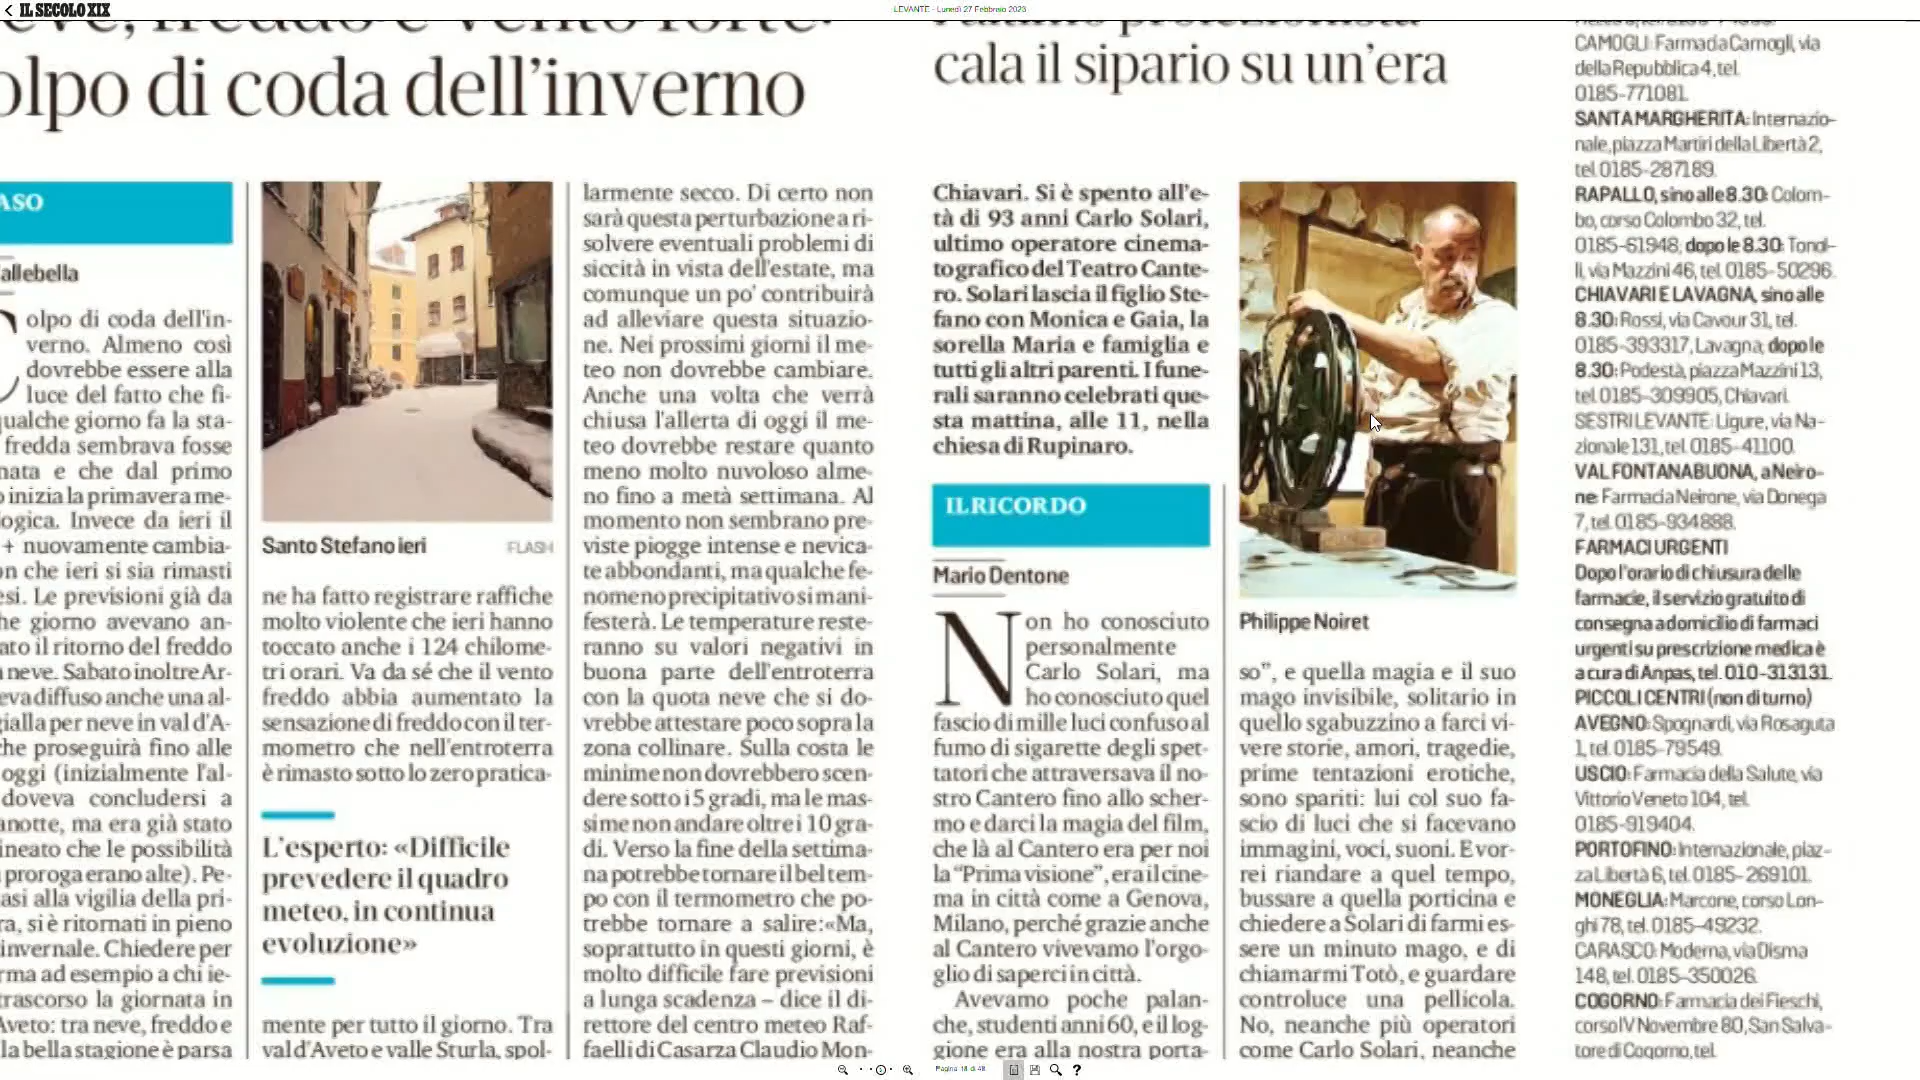 IL SECOLO XIX
LEVANTE - Lunedì 27 Febbraio 2023
olpo di coda dell'inverno
ASO
allebella
olpo di coda dell'in-
verno. Almeno così
dovrebbe essere alla
luce del fatto che fi-
qualche giorno fa la sta-
fredda sembrava fosse
nata e che dal primo
inizia la primavera me-
logica. Invece da ieri il
+ nuovamente cambia-
on che ieri si sia rimasti
esi. Le previsioni già da
he giorno avevano an-
ato il ritorno del freddo
neve. Sabato inoltre Ar-
eva diffuso anche una al-
gialla per neve in val d'A-
che proseguirà fino alle
oggi (inizialmente l'al-
doveva concludersi a
anotte, ma era già stato
ineato che le possibilità
proroga erano alte). Pe-
asi alla vigilia della pri-
ra, si è ritornati in pieno
invernale. Chiedere per
rma ad esempio a chi ie-
trascorso la giornata in
Aveto: tra neve, freddo e
la bella stagione è parsa
Santo Stefano ieri
FLASH
ne ha fatto registrare raffiche
molto violente che ieri hanno
toccato anche i 124 chilome-
tri orari. Va da sé che il vento
freddo abbia aumentato la
sensazione di freddo con il ter-
mometro che nell'entroterra
è rimasto sotto lo zero pratica-
L'esperto: «Difficile
prevedere il quadro
meteo, in continua
evoluzione»
mente per tutto il giorno. Tra
val d'Aveto e valle Sturla, spol-
larmente secco. Di certo non
sarà questa perturbazione a ri-
solvere eventuali problemi di
siccità in vista dell'estate, ma
comunque un po' contribuirà
ad alleviare questa situazio-
ne. Nei prossimi giorni il me-
teo non dovrebbe cambiare.
Anche una volta che verrà
chiusa l'allerta di oggi il me-
teo dovrebbe restare quanto
meno molto nuvoloso alme-
no fino a metà settimana. Al
momento non sembrano pre-
viste piogge intense e nevica-
te abbondanti, ma qualche fe-
nomeno precipitativo si mani-
festerà. Le temperature reste-
ranno su valori negativi in
buona parte dell'entroterra
con la quota neve che si do-
vrebbe attestare poco sopra la
zona collinare. Sulla costa le
minime non dovrebbero scen-
dere sotto i 5 gradi, ma le mas-
sime non andare oltre i 10 gra-
di. Verso la fine della settima-
na potrebbe tornare il bel tem-
po con il termometro che po-
trebbe tornare a salire:«Ma,
soprattutto in questi giorni, è
molto difficile fare previsioni
a lunga scadenza – dice il di-
rettore del centro meteo Raf-
faelli di Casarza Claudio Mon-
cala il sipario su un'era
Chiavari. Si è spento all'e-
tà di 93 anni Carlo Solari,
ultimo operatore cinema-
tografico del Teatro Cante-
ro. Solari lascia il figlio Ste-
fano con Monica e Gaia, la
sorella Maria e famiglia e
tutti gli altri parenti. I fune-
rali saranno celebrati que-
sta mattina, alle 11, nella
chiesa di Rupinaro.
IL RICORDO
Mario Dentone
Non ho conosciuto
personalmente
Carlo Solari, ma
ho conosciuto quel
fascio di mille luci confuso al
fumo di sigarette degli spet-
tatori che attraversava il no-
stro Cantero fino allo scher-
mo e darci la magia del film,
che là al Cantero era per noi
la “Prima visione”, era il cine-
ma in città come a Genova,
Milano, perché grazie anche
al Cantero vivevamo l'orgo-
glio di saperci in città.
Avevamo poche palan-
che, studenti anni 60, e il log-
gione era alla nostra porta-
Philippe Noiret
so”, e quella magia e il suo
mago invisibile, solitario in
quello sgabuzzino a farci vi-
vere storie, amori, tragedie,
prime tentazioni erotiche,
sono spariti: lui col suo fa-
scio di luci che si facevano
immagini, voci, suoni. E vor-
rei riandare a quel tempo,
bussare a quella porticina e
chiedere a Solari di farmi es-
sere un minuto mago, e di
chiamarmi Totò, e guardare
controluce una pellicola.
No, neanche più operatori
come Carlo Solari, neanche
CAMOGLI: Farmacia Camogli, via
della Repubblica 4, tel.
0185-771081.
SANTA MARGHERITA: Internazio-
nale, piazza Martiri della Libertà 2,
tel. 0185-287189.
RAPALLO, sino alle 8.30: Colom-
bo, corso Colombo 32, tel.
0185-61948, dopo le 8.30: Tonol-
li, via Mazzini 46, tel. 0185-50296.
CHIAVARI E LAVAGNA, sino alle
8.30: Rossi, via Cavour 31, tel.
0185-393317, Lavagna, dopo le
8.30: Podestà, piazza Mazzini 13,
tel. 0185-309905, Chiavari.
SESTRI LEVANTE: Ligure, via Na-
zionale 131, tel. 0185-41100.
VAL FONTANABUONA, a Neiro-
ne: Farmacia Neirone, via Donega
7, tel. 0185-934888.
FARMACI URGENTI
Dopo l'orario di chiusura delle
farmacie, il servizio gratuito di
consegna a domicilio di farmaci
urgenti su prescrizione medica è
a cura di Anpas, tel. 010-313131.
PICCOLI CENTRI (non di turno)
AVEGNO: Spognardi, via Rosaguta
1, tel. 0185-79549.
USCIO: Farmacia della Salute, via
Vittorio Veneto 104, tel.
0185-919404.
PORTOFINO: Internazionale, piaz-
za Libertà 6, tel. 0185-269101.
MONEGLIA: Marcone, corso Lon-
ghi 78, tel. 0185-49232.
CARASCO: Moderna, via Disma
148, tel. 0185-350026.
COGORNO: Farmacia dei Fieschi,
corso IV Novembre 80, San Salva-
tore di Cogorno, tel.
Pagina 18 di 48